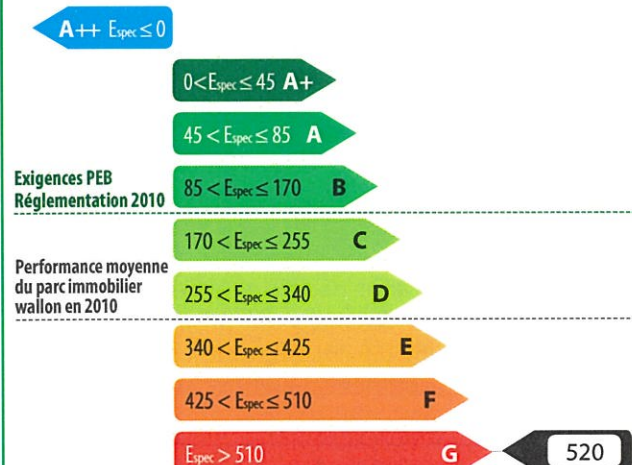 A++ Espec ≤ 0
0 < Espec ≤ 45 A+
45 < Espec ≤ 85 A
Exigences PEB
Réglementation 2010
85 < Espec ≤ 170 B
170 < Espec ≤ 255 C
Performance moyenne
du parc immobilier
wallon en 2010
255 < Espec ≤ 340 D
340 < Espec ≤ 425 E
425 < Espec ≤ 510 F
Espec > 510 G
520